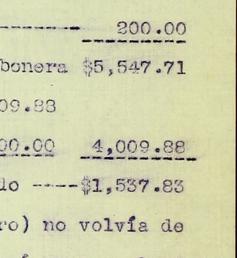 200.00
bonera $5,547.71
09.88
00.00 4,009.88
do ----$1,537.83
ro) no volvía de